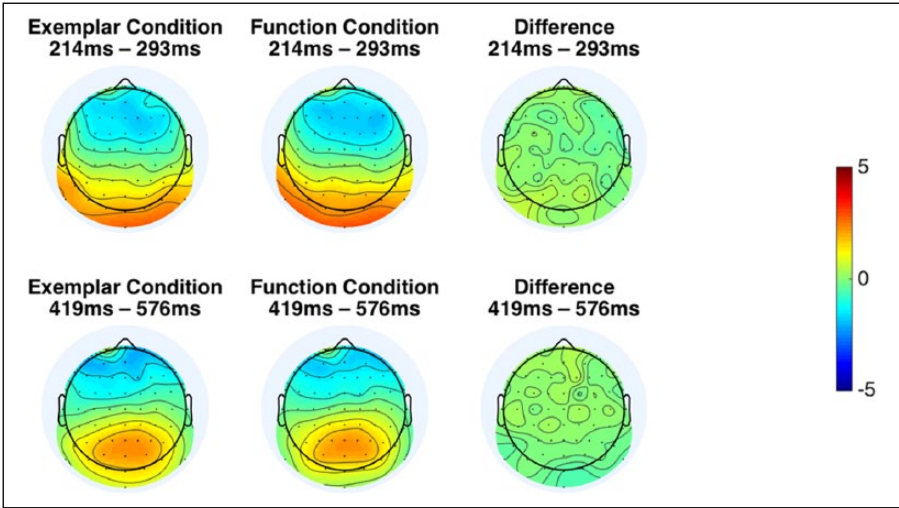 Exemplar Condition
214ms – 293ms
Function Condition
214ms – 293ms
Difference
214ms – 293ms
5
0
-5
Exemplar Condition
419ms – 576ms
Function Condition
419ms – 576ms
Difference
419ms – 576ms